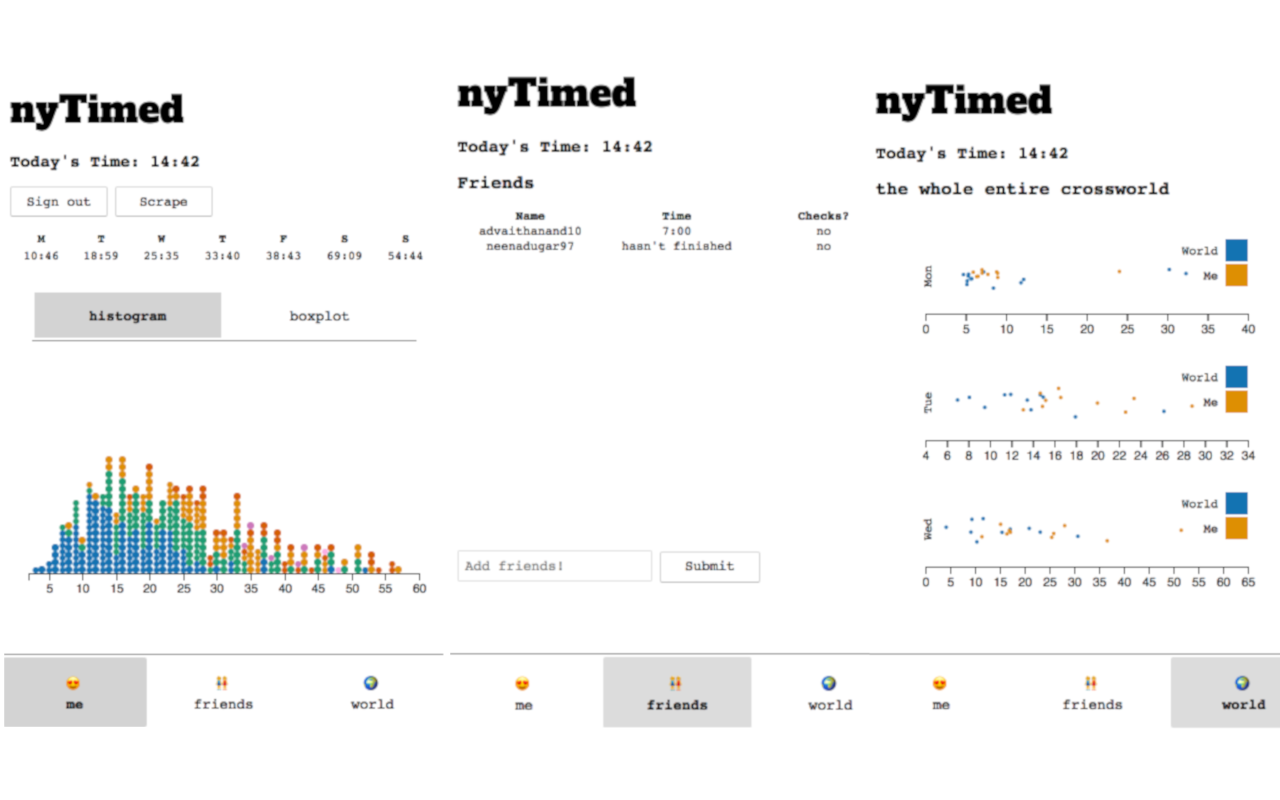 nyTimed
Today's Time: 14:42
Sign out Scrape
M T W T F S S
10:46 18:59 25:35 33:40 38:43 69:09 54:44
histogram boxplot
5 10 15 20 25 30 35 40 45 50 55 60
me friends world
nyTimed
Today's Time: 14:42
Friends
Name Time Checks?
advaithanand10 7:00 no
neenadugar97 hasn't finished no
Add friends! Submit
me friends world
nyTimed
Today's Time: 14:42
the whole entire crossworld
World
Mon Me
0 5 10 15 20 25 30 35 40
World
Tue Me
4 6 8 10 12 14 16 18 20 22 24 26 28 30 32 34
World
Wed Me
0 5 10 15 20 25 30 35 40 45 50 55 60 65
me friends world